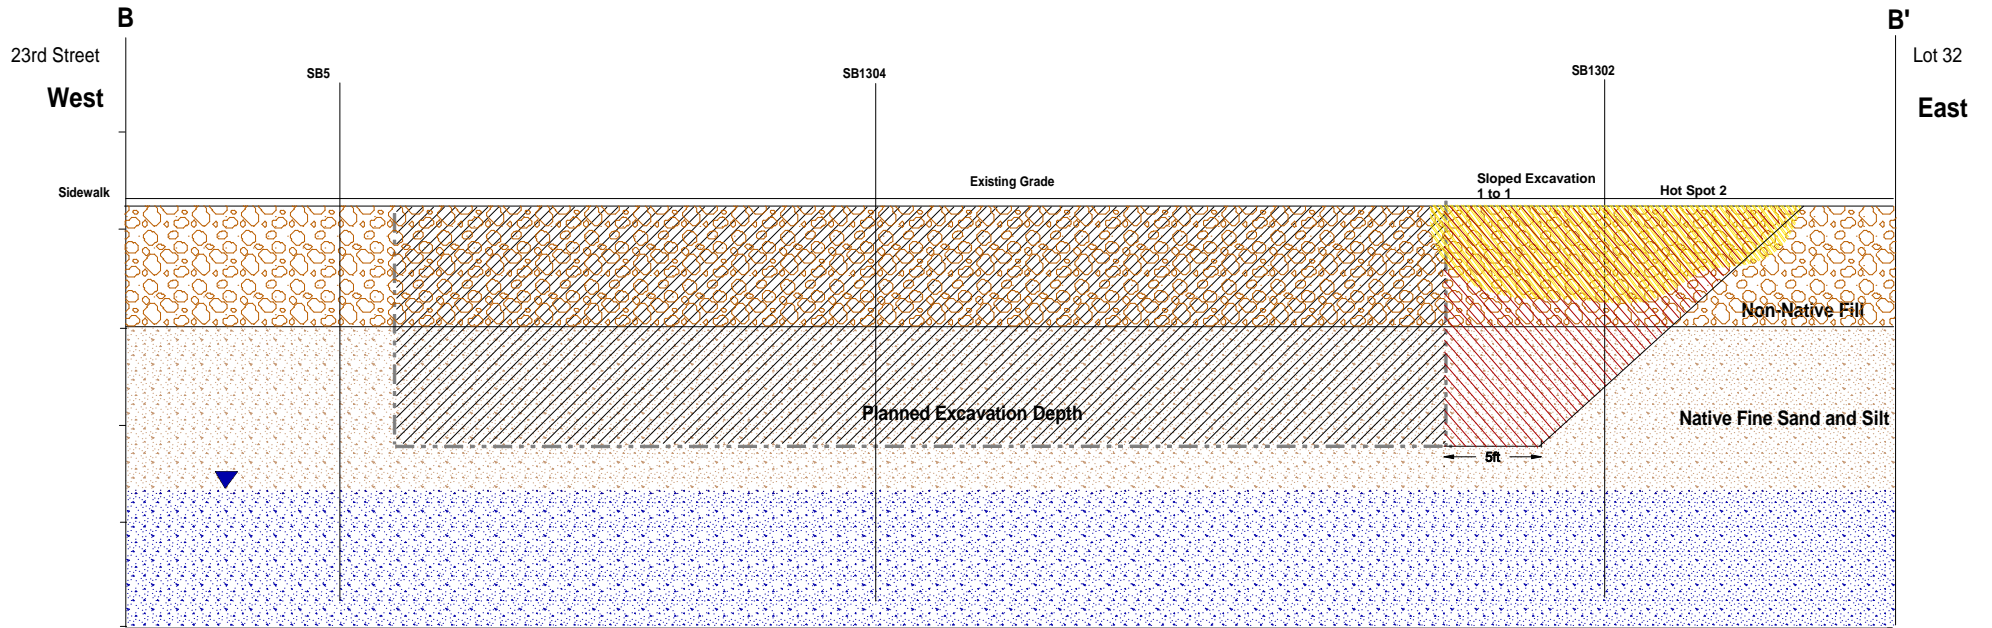 B
B'
23rd Street
Lot 32
SB5
SB1304
SB1302
West
East
Sidewalk
Existing Grade
Sloped Excavation
1 to 1
Hot Spot 2
Non-Native Fill
Planned Excavation Depth
Native Fine Sand and Silt
5ft